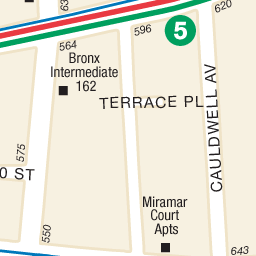 620
596
5
564
Bronx
Intermediate
162
TERRACE PL
CAULDWELL AV
575
0 ST
550
Miramar
Court
Apts
643